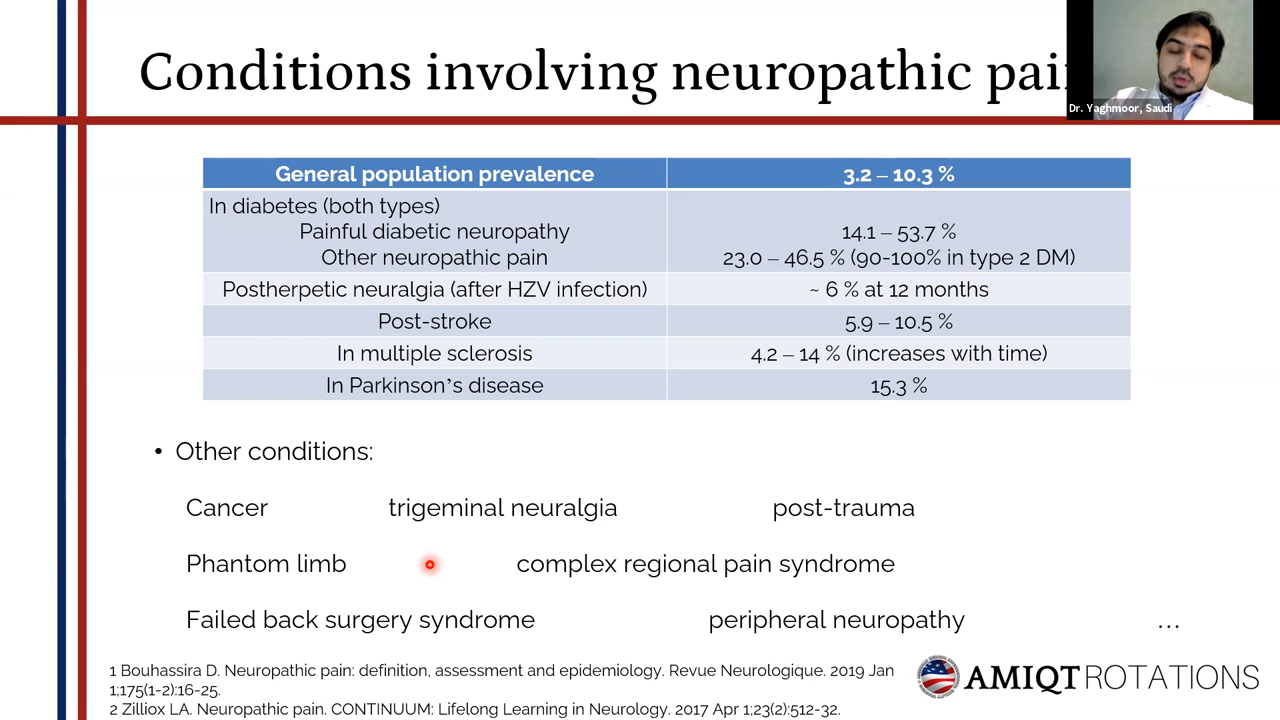 Conditions involving neuropathic pai
Dr. Yaghmoor, Saudi
General population prevalence 3.2 – 10.3 %
In diabetes (both types)
Painful diabetic neuropathy 14.1 – 53.7 %
Other neuropathic pain 23.0 – 46.5 % (90-100% in type 2 DM)
Postherpetic neuralgia (after HZV infection) ~ 6 % at 12 months
Post-stroke 5.9 – 10.5 %
In multiple sclerosis 4.2 – 14 % (increases with time)
In Parkinson’s disease 15.3 %
• Other conditions:
Cancer trigeminal neuralgia post-trauma
Phantom limb complex regional pain syndrome
Failed back surgery syndrome peripheral neuropathy …
1 Bouhassira D. Neuropathic pain: definition, assessment and epidemiology. Revue Neurologique. 2019 Jan
1;175(1-2):16-25.
2 Zilliox LA. Neuropathic pain. CONTINUUM: Lifelong Learning in Neurology. 2017 Apr 1;23(2):512-32.
AMIQT ROTATIONS